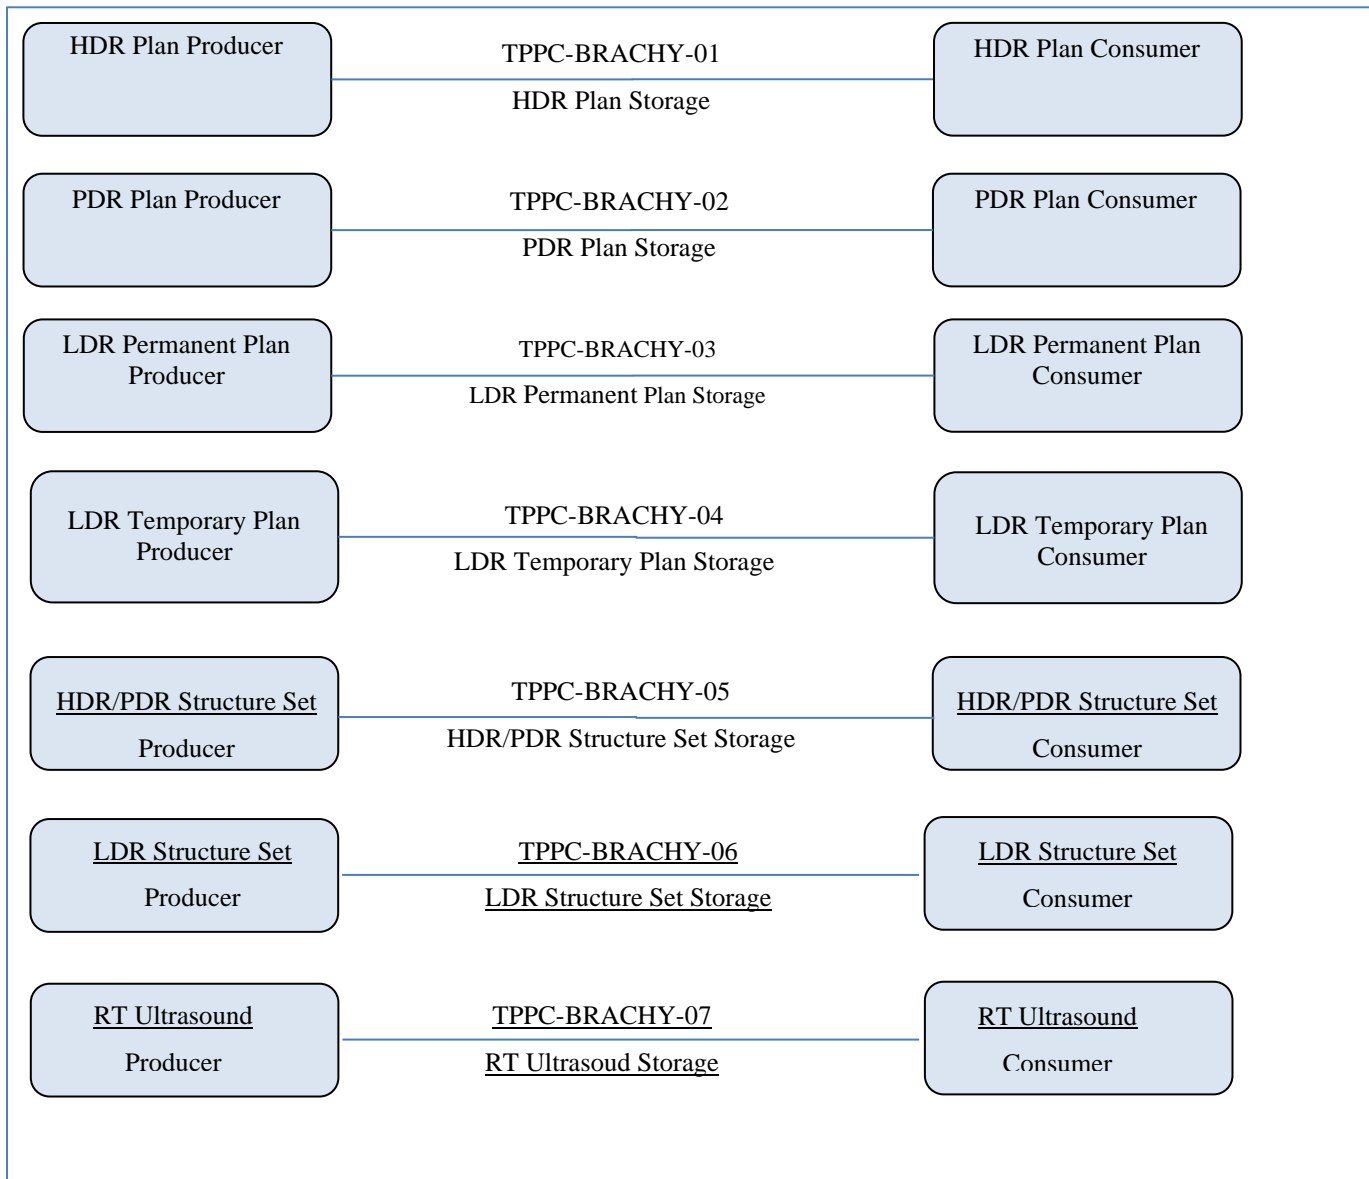 HDR Plan Producer
TPPC-BRACHY-01
HDR Plan Storage
HDR Plan Consumer
PDR Plan Producer
TPPC-BRACHY-02
PDR Plan Storage
PDR Plan Consumer
LDR Permanent Plan
Producer
TPPC-BRACHY-03
LDR Permanent Plan Storage
LDR Permanent Plan
Consumer
LDR Temporary Plan
Producer
TPPC-BRACHY-04
LDR Temporary Plan Storage
LDR Temporary Plan
Consumer
HDR/PDR Structure Set
Producer
TPPC-BRACHY-05
HDR/PDR Structure Set Storage
HDR/PDR Structure Set
Consumer
LDR Structure Set
Producer
TPPC-BRACHY-06
LDR Structure Set Storage
LDR Structure Set
Consumer
RT Ultrasound
Producer
TPPC-BRACHY-07
RT Ultrasoud Storage
RT Ultrasound
Consumer